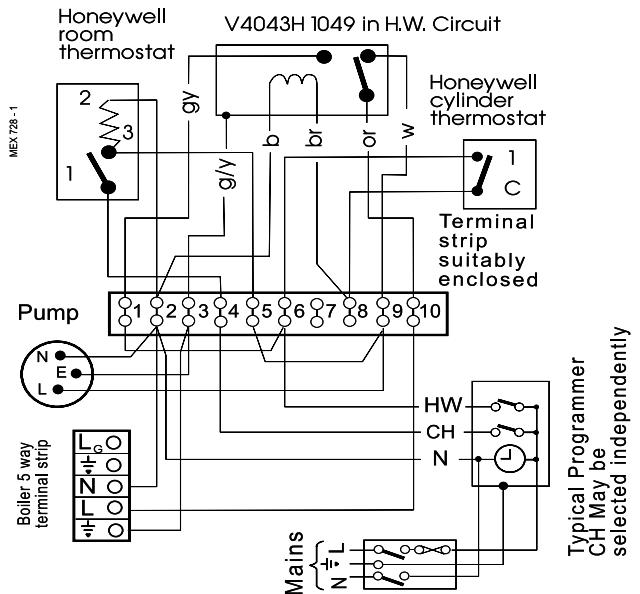 Honeywell
room
thermostat
V4043H 1049 in H.W. Circuit
Honeywell
cylinder
thermostat
MEX 728 - 1
2
3
1
gy
g/y
b
br
or
w
1
C
Terminal
strip
suitably
enclosed
1 2 3 4 5 6 7 8 9 10
Pump
N
E
L
HW
CH
N
Boiler 5 way
terminal strip
LG
N
L
Mains
L
N
Typical Programmer
CH May be
selected independently